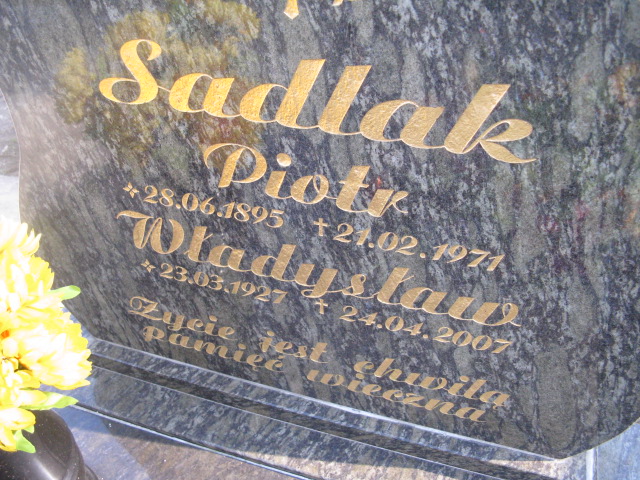 Sadlak
Piotr
✧ 28.06.1895 ✝ 21.02.1971
Władysław
✧ 23.03.1927 ✝ 24.04.2007
Życie jest chwilą
pamięć wieczna